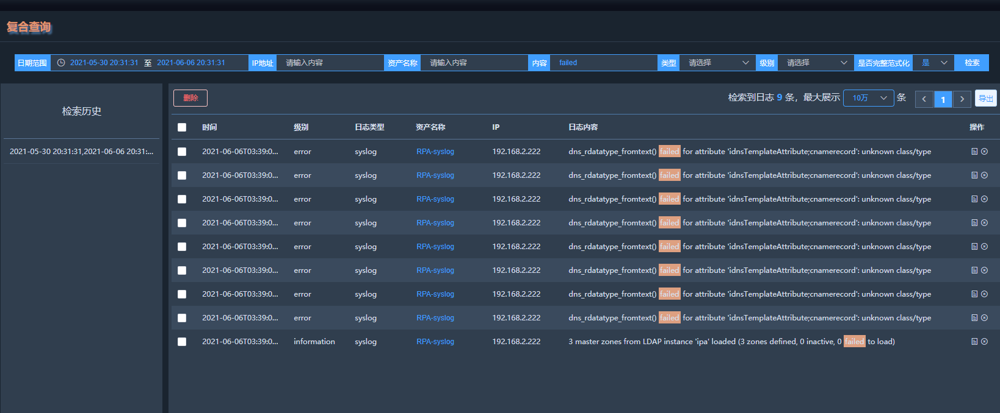 复合查询
日期范围 2021-05-30 20:31:31 至 2021-06-06 20:31:31 IP地址 请输入内容 资产名称 请输入内容 内容 failed 类型 请选择 级别 请选择 是否完整范式化 是 检索
检索历史
2021-05-30 20:31:31,2021-06-06 20:31:...
删除 检索到日志 9 条，最大展示 10万 条 1 导出
时间 级别 日志类型 资产名称 IP 日志内容 操作
2021-06-06T03:39:0... error syslog RPA-syslog 192.168.2.222 dns_rdatatype_fromtext() failed for attribute 'idnsTemplateAttribute;cnamerecord': unknown class/type
2021-06-06T03:39:0... error syslog RPA-syslog 192.168.2.222 dns_rdatatype_fromtext() failed for attribute 'idnsTemplateAttribute;cnamerecord': unknown class/type
2021-06-06T03:39:0... error syslog RPA-syslog 192.168.2.222 dns_rdatatype_fromtext() failed for attribute 'idnsTemplateAttribute;cnamerecord': unknown class/type
2021-06-06T03:39:0... error syslog RPA-syslog 192.168.2.222 dns_rdatatype_fromtext() failed for attribute 'idnsTemplateAttribute;cnamerecord': unknown class/type
2021-06-06T03:39:0... error syslog RPA-syslog 192.168.2.222 dns_rdatatype_fromtext() failed for attribute 'idnsTemplateAttribute;cnamerecord': unknown class/type
2021-06-06T03:39:0... error syslog RPA-syslog 192.168.2.222 dns_rdatatype_fromtext() failed for attribute 'idnsTemplateAttribute;cnamerecord': unknown class/type
2021-06-06T03:39:0... error syslog RPA-syslog 192.168.2.222 dns_rdatatype_fromtext() failed for attribute 'idnsTemplateAttribute;cnamerecord': unknown class/type
2021-06-06T03:39:0... error syslog RPA-syslog 192.168.2.222 dns_rdatatype_fromtext() failed for attribute 'idnsTemplateAttribute;cnamerecord': unknown class/type
2021-06-06T03:39:0... information syslog RPA-syslog 192.168.2.222 3 master zones from LDAP instance 'ipa' loaded (3 zones defined, 0 inactive, 0 failed to load)